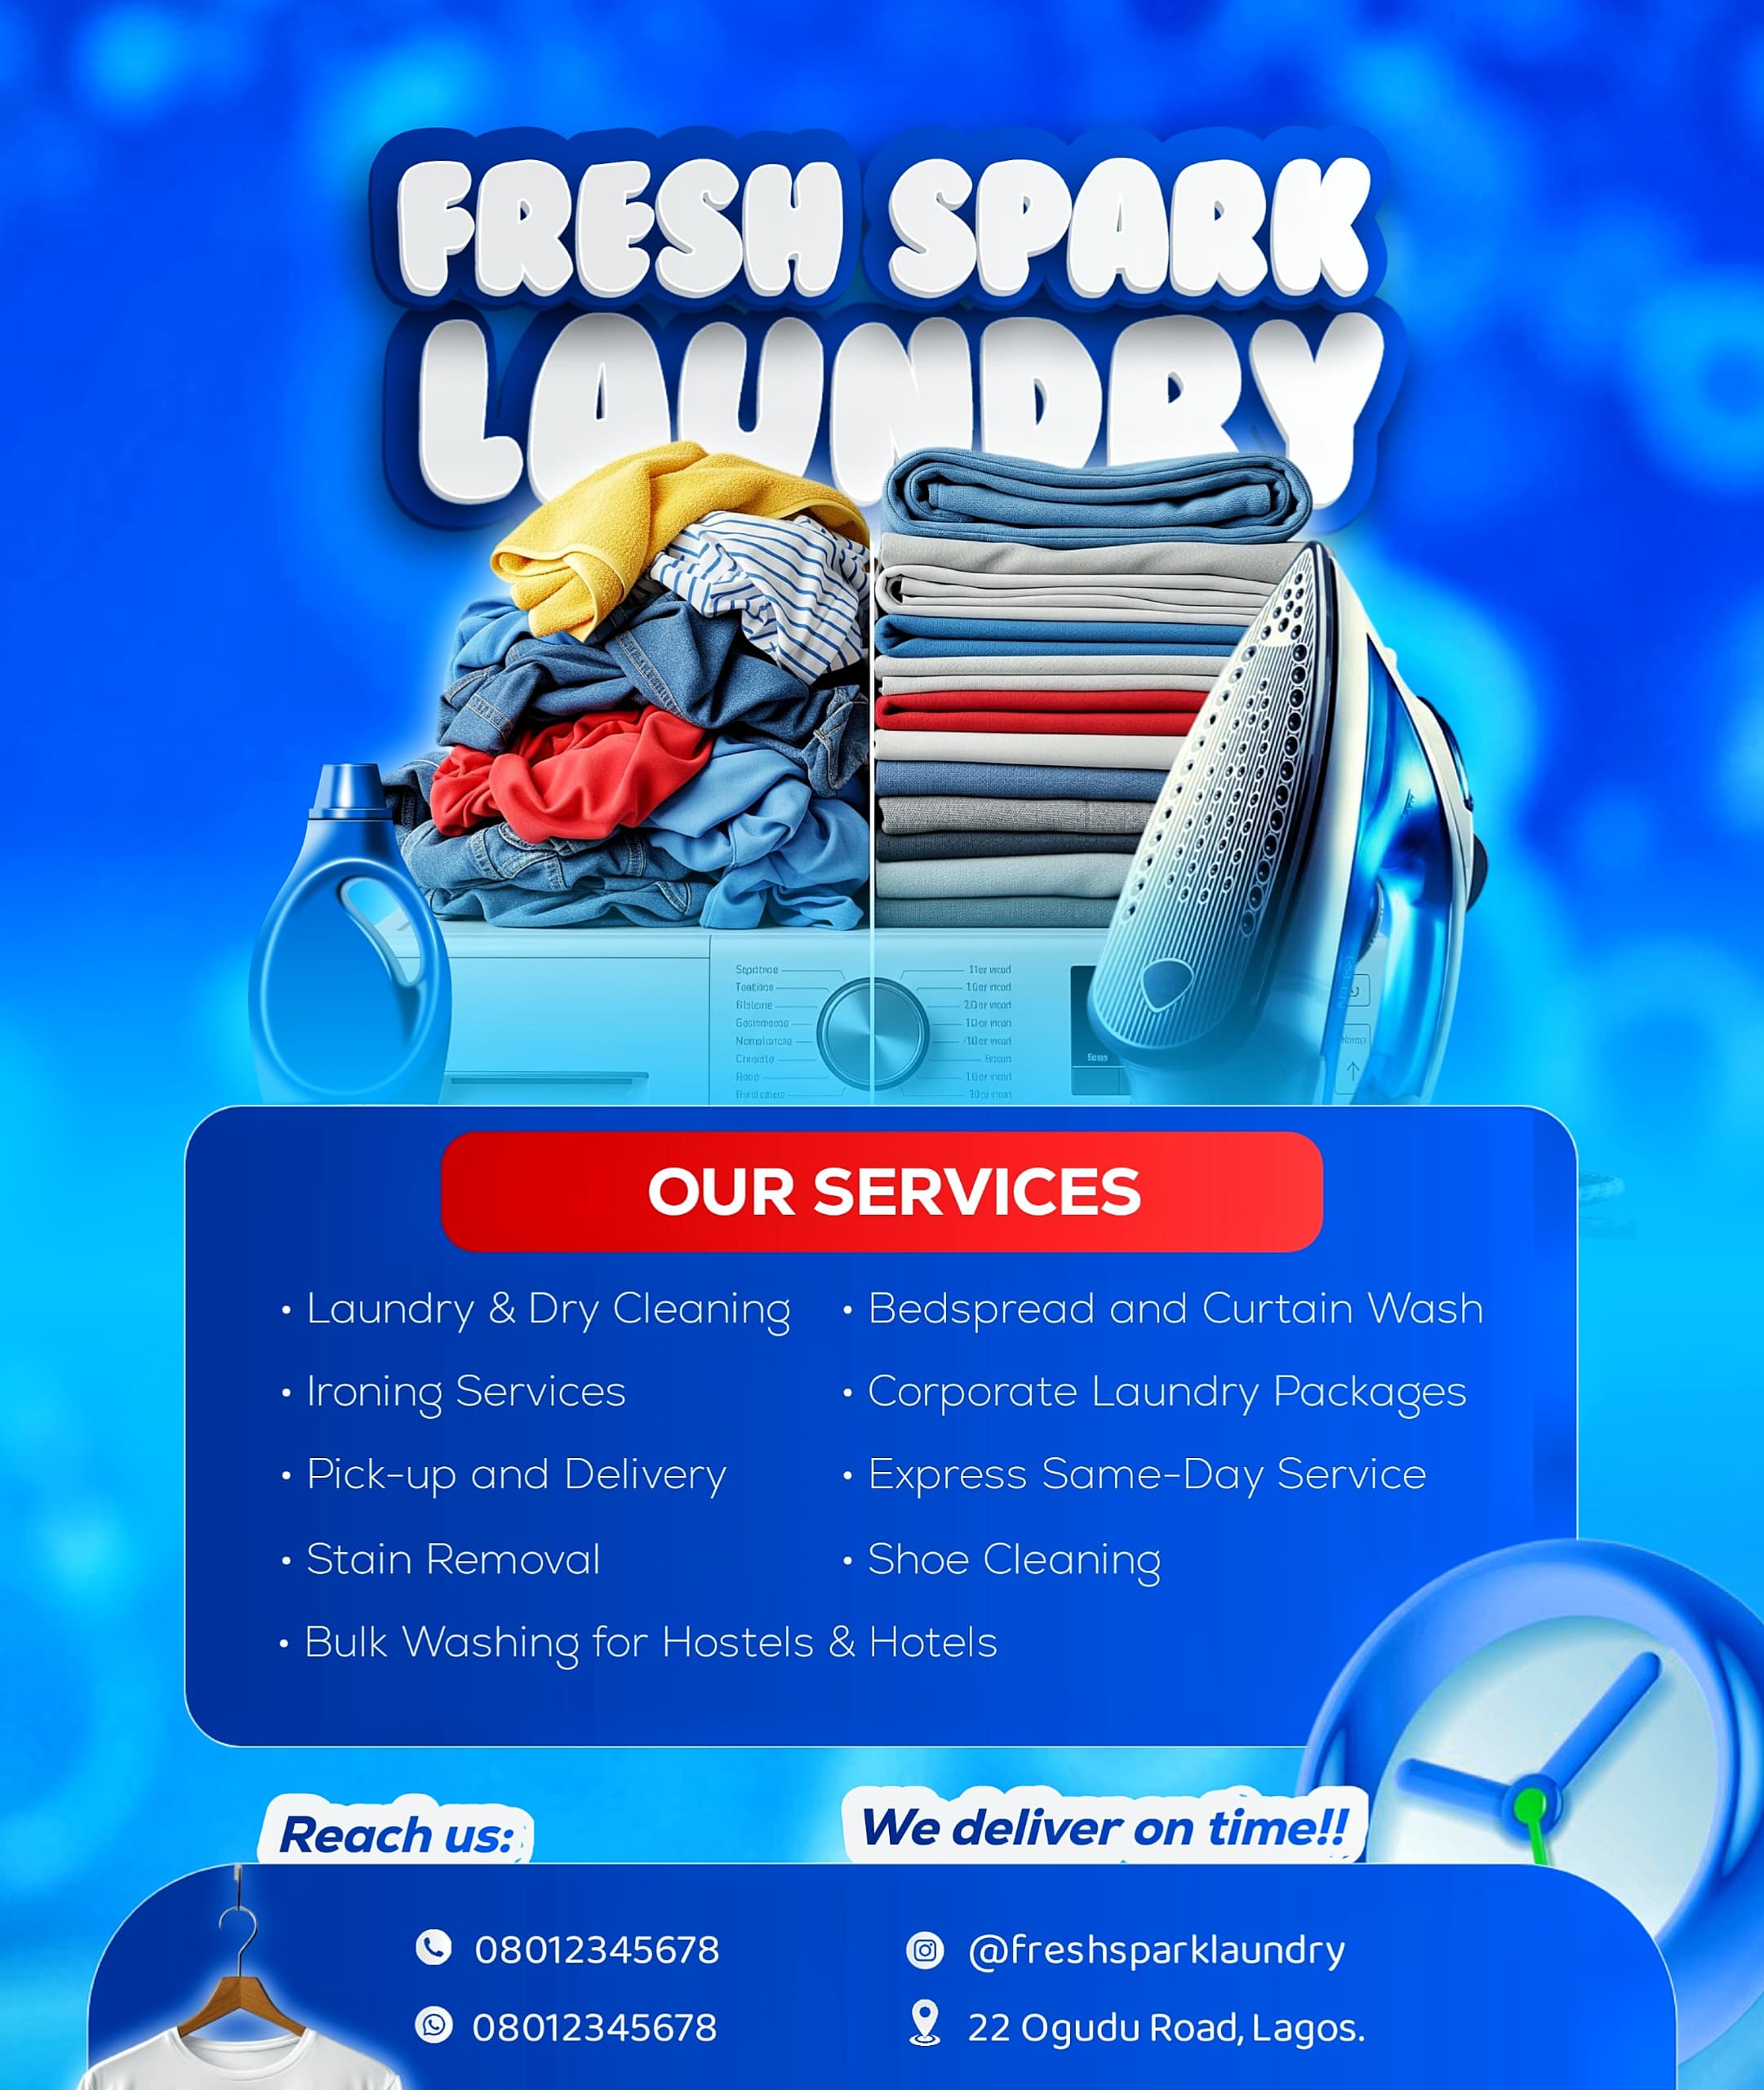 FRESH SPARK
LAUNDRY
OUR SERVICES
• Laundry & Dry Cleaning
• Ironing Services
• Pick-up and Delivery
• Stain Removal
• Bulk Washing for Hostels & Hotels
• Bedspread and Curtain Wash
• Corporate Laundry Packages
• Express Same-Day Service
• Shoe Cleaning
Reach us:
We deliver on time!!
08012345678
08012345678
@freshsparklaundry
22 Ogudu Road, Lagos.